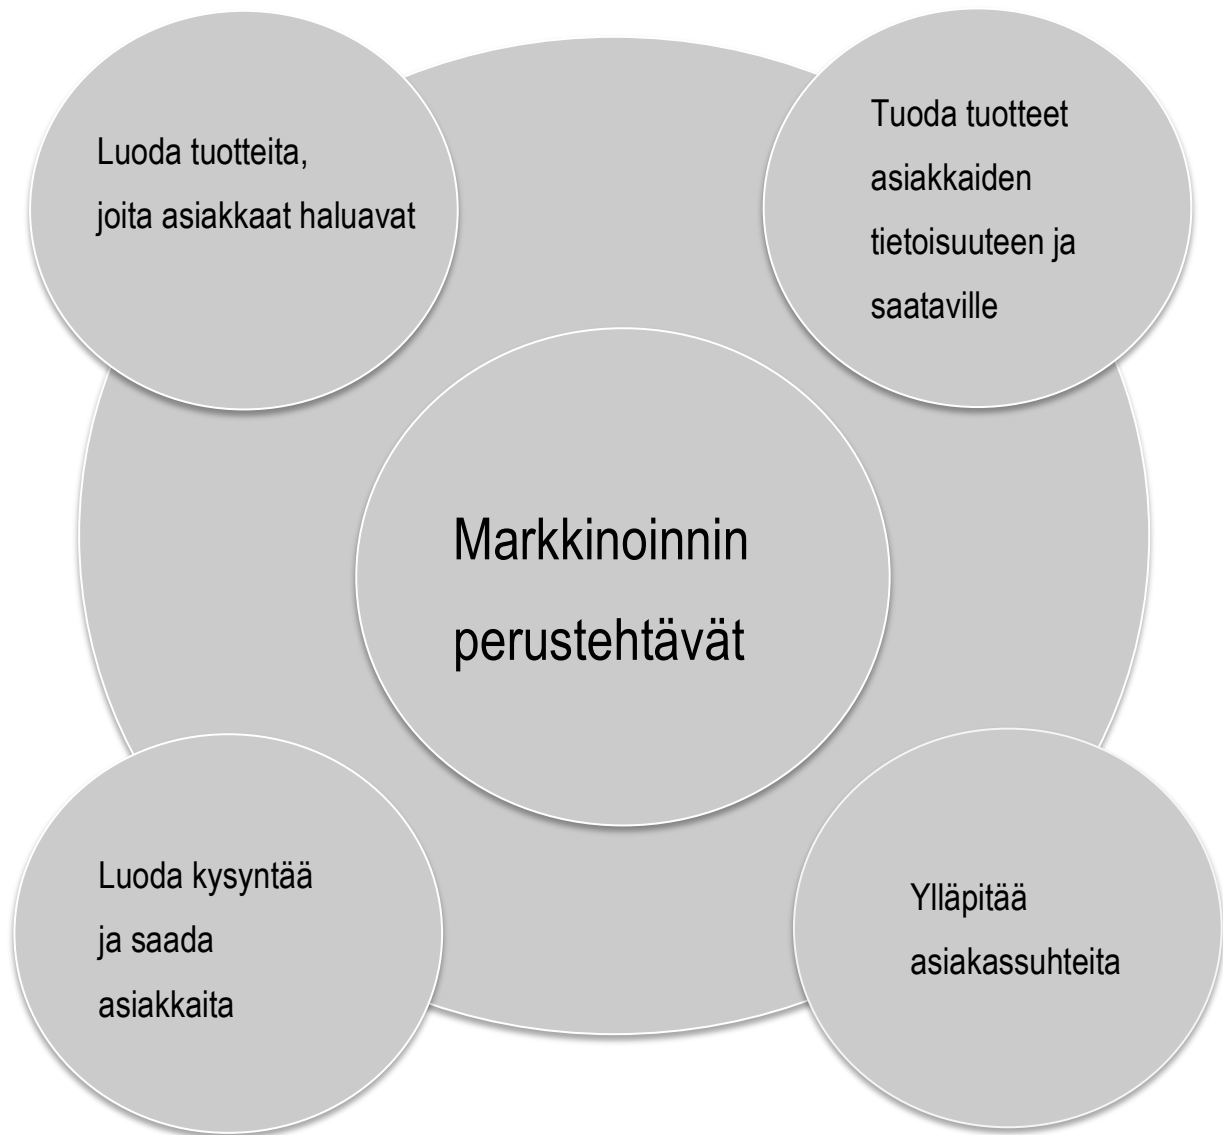 Luoda tuotteita,
joita asiakkaat haluavat
Tuoda tuotteet
asiakkaiden
tietoisuuteen ja
saataville
Markkinoinnin
perustehtävät
Luoda kysyntää
ja saada
asiakkaita
Ylläpitää
asiakassuhteita